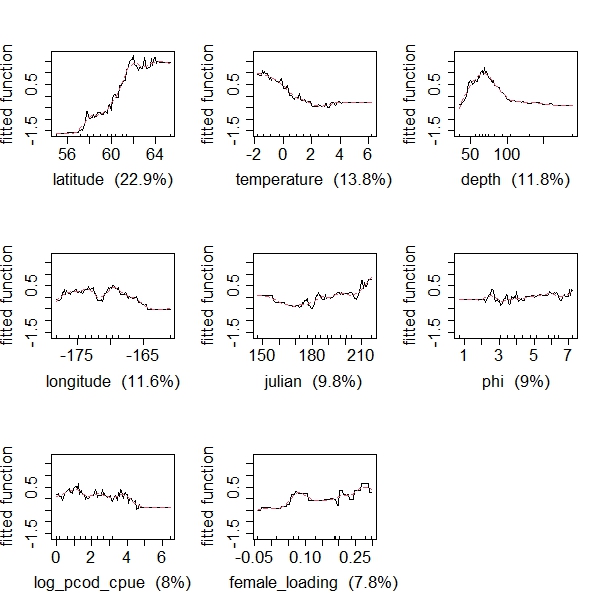 fitted function
-1.5 0.5
56 60 64
latitude (22.9%)
fitted function
-1.5 0.5
-2 0 2 4 6
temperature (13.8%)
fitted function
-1.5 0.5
50 100
depth (11.8%)
fitted function
-1.5 0.5
-175 -165
longitude (11.6%)
fitted function
-1.5 0.5
150 180 210
julian (9.8%)
fitted function
-1.5 0.5
1 3 5 7
phi (9%)
fitted function
-1.5 0.5
0 2 4 6
log_pcod_cpue (8%)
fitted function
-1.5 0.5
-0.05 0.10 0.25
female_loading (7.8%)